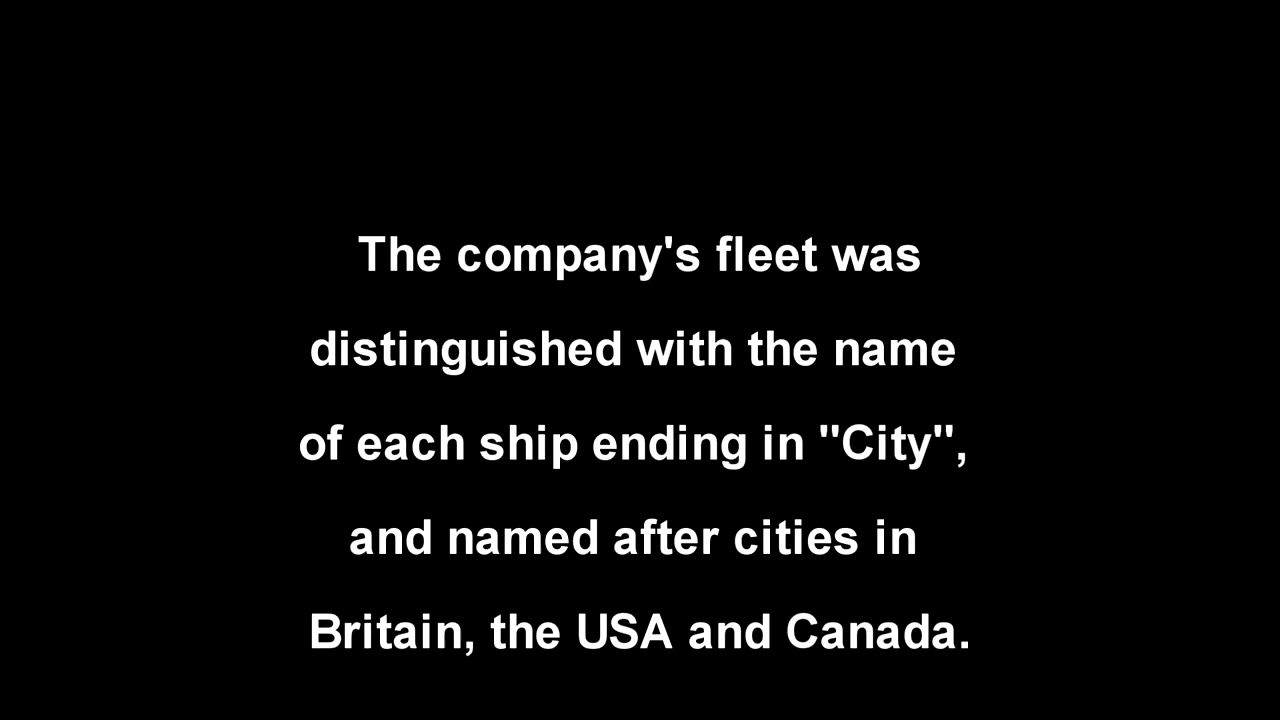 The company's fleet was
distinguished with the name
of each ship ending in "City",
and named after cities in
Britain, the USA and Canada.